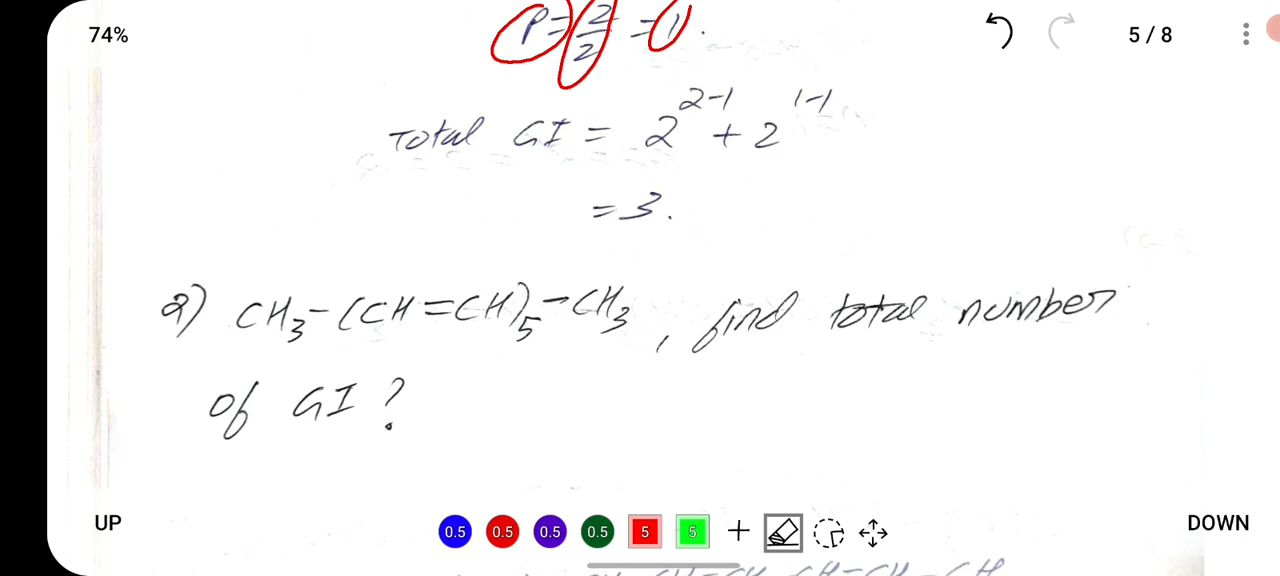 74%
P = 2/2 = 1.
5 / 8
Total GI = 2^{2-1} + 2^{1-1}
= 3.
2) CH₃-(CH=CH)₅-CH₃, find total number
of GI?
UP
DOWN
0.5 0.5 0.5 0.5 5 5